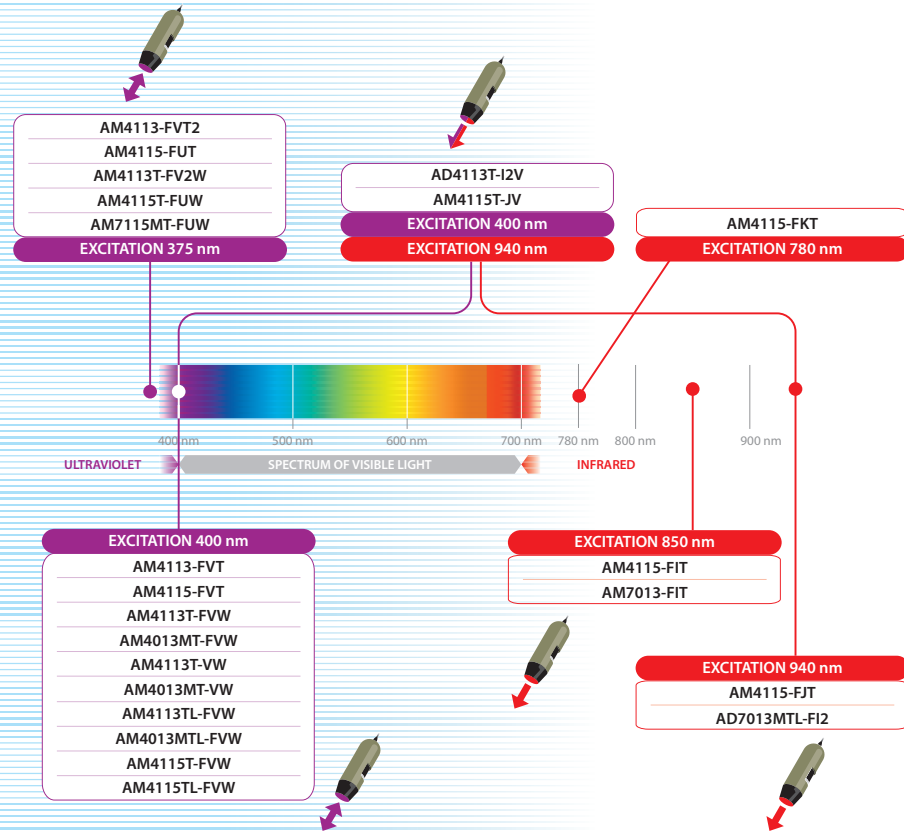 AM4113-FVT2
AM4115-FUT
AM4113T-FV2W
AM4115T-FUW
AM7115MT-FUW
EXCITATION 375 nm
AD4113T-I2V
AM4115T-JV
EXCITATION 400 nm
EXCITATION 940 nm
AM4115-FKT
EXCITATION 780 nm
400 nm
500 nm
600 nm
700 nm
780 nm
800 nm
900 nm
ULTRAVIOLET
SPECTRUM OF VISIBLE LIGHT
INFRARED
EXCITATION 400 nm
AM4113-FVT
AM4115-FVT
AM4113T-FVW
AM4013MT-FVW
AM4113T-VW
AM4013MT-VW
AM4113TL-FVW
AM4013MTL-FVW
AM4115T-FVW
AM4115TL-FVW
EXCITATION 850 nm
AM4115-FIT
AM7013-FIT
EXCITATION 940 nm
AM4115-FJT
AD7013MTL-FI2